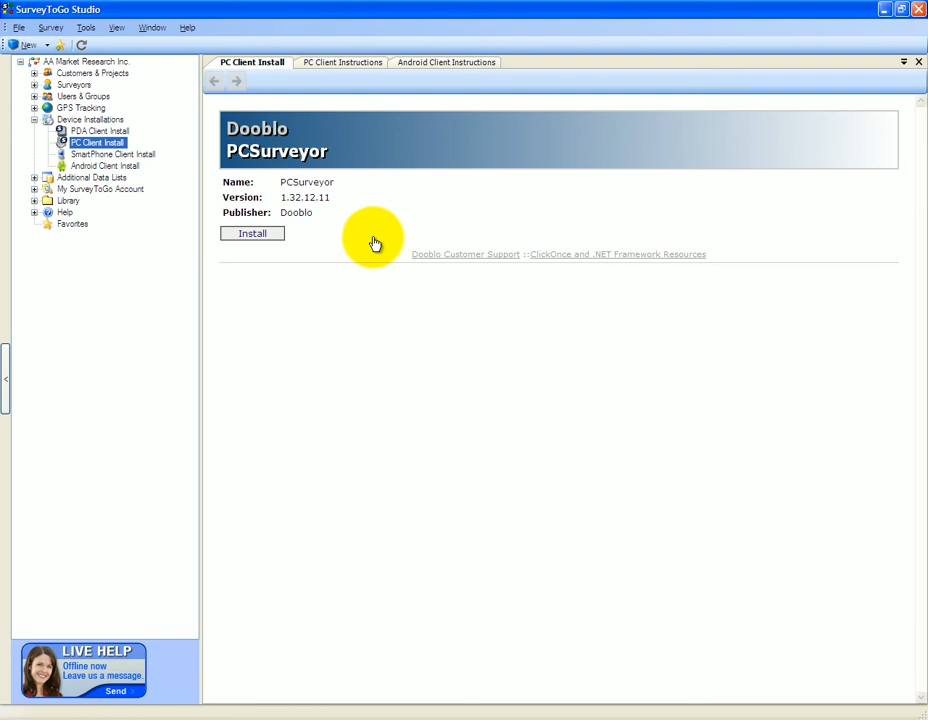 SurveyToGo Studio
File Survey Tools View Window Help
New
AA Market Research Inc.
Customers & Projects
Surveyors
Users & Groups
GPS Tracking
Device Installations
PDA Client Install
PC Client Install
SmartPhone Client Install
Android Client Install
Additional Data Lists
My SurveyToGo Account
Library
Help
Favorites
LIVE HELP
Offline now
Leave us a message.
Send
PC Client Install PC Client Instructions Android Client Instructions
Dooblo
PCSurveyor
Name: PCSurveyor
Version: 1.32.12.11
Publisher: Dooblo
Install
Dooblo Customer Support :: ClickOnce and .NET Framework Resources